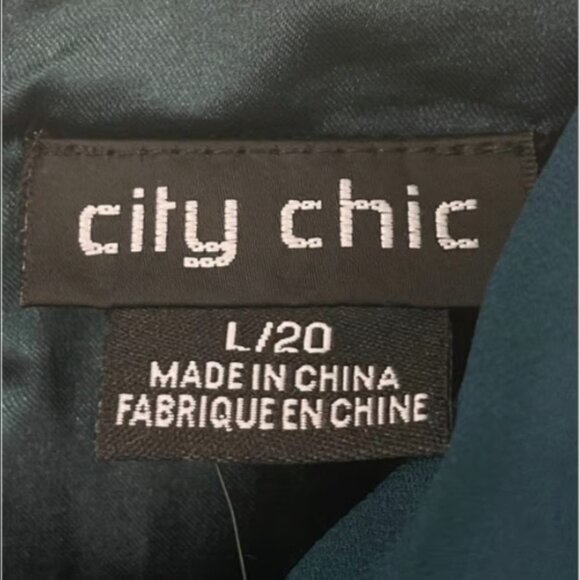 city chic
L/20
MADE IN CHINA
FABRIQUE EN CHINE